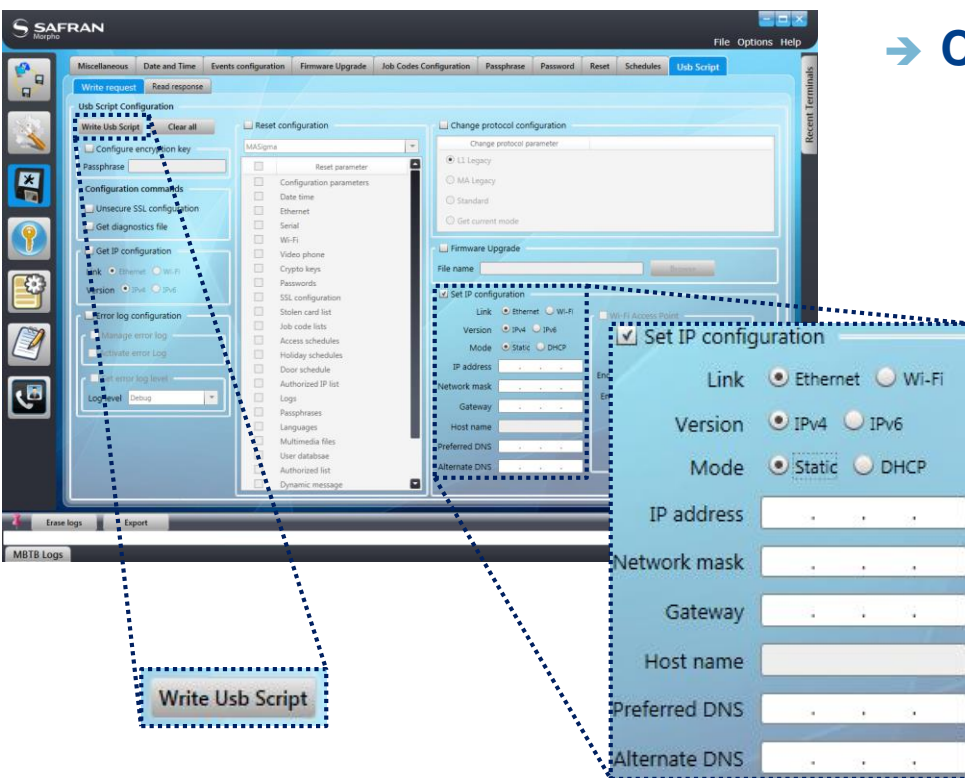 SAFRAN
Morpho
File Options Help
→ C
Recent Terminals
Miscellaneous Date and Time Events configuration Firmware Upgrade Job Codes Configuration Passphrase Password Reset Schedules Usb Script
Write request Read response
Usb Script Configuration
Write Usb Script Clear all
Configure encryption key
Passphrase
Configuration commands
Unsecure SSL configuration
Get diagnostics file
Get IP configuration
Link Ethernet Wi-Fi
Version IPv4 IPv6
Error log configuration
Manage error log
Activate error Log
Set error log level
Log level Debug
Reset configuration
MASigma
Reset parameter
Configuration parameters
Date time
Ethernet
Serial
Wi-Fi
Video phone
Crypto keys
Passwords
SSL configuration
Stolen card list
Job code lists
Access schedules
Holiday schedules
Door schedule
Authorized IP list
Logs
Passphrases
Languages
Multimedia files
User databsae
Authorized list
Dynamic message
Change protocol configuration
Change protocol parameter
L1 Legacy
MA Legacy
Standard
Get current mode
Firmware Upgrade
File name Browse
Set IP configuration
Link Ethernet Wi-Fi
Version IPv4 IPv6
Mode Static DHCP
IP address
Network mask
Gateway
Host name
Preferred DNS
Alternate DNS
Wi-Fi Access Point
Erase logs Export
MBTB Logs
Write Usb Script
Set IP configuration
Link Ethernet Wi-Fi
Version IPv4 IPv6
Mode Static DHCP
IP address
Network mask
Gateway
Host name
Preferred DNS
Alternate DNS